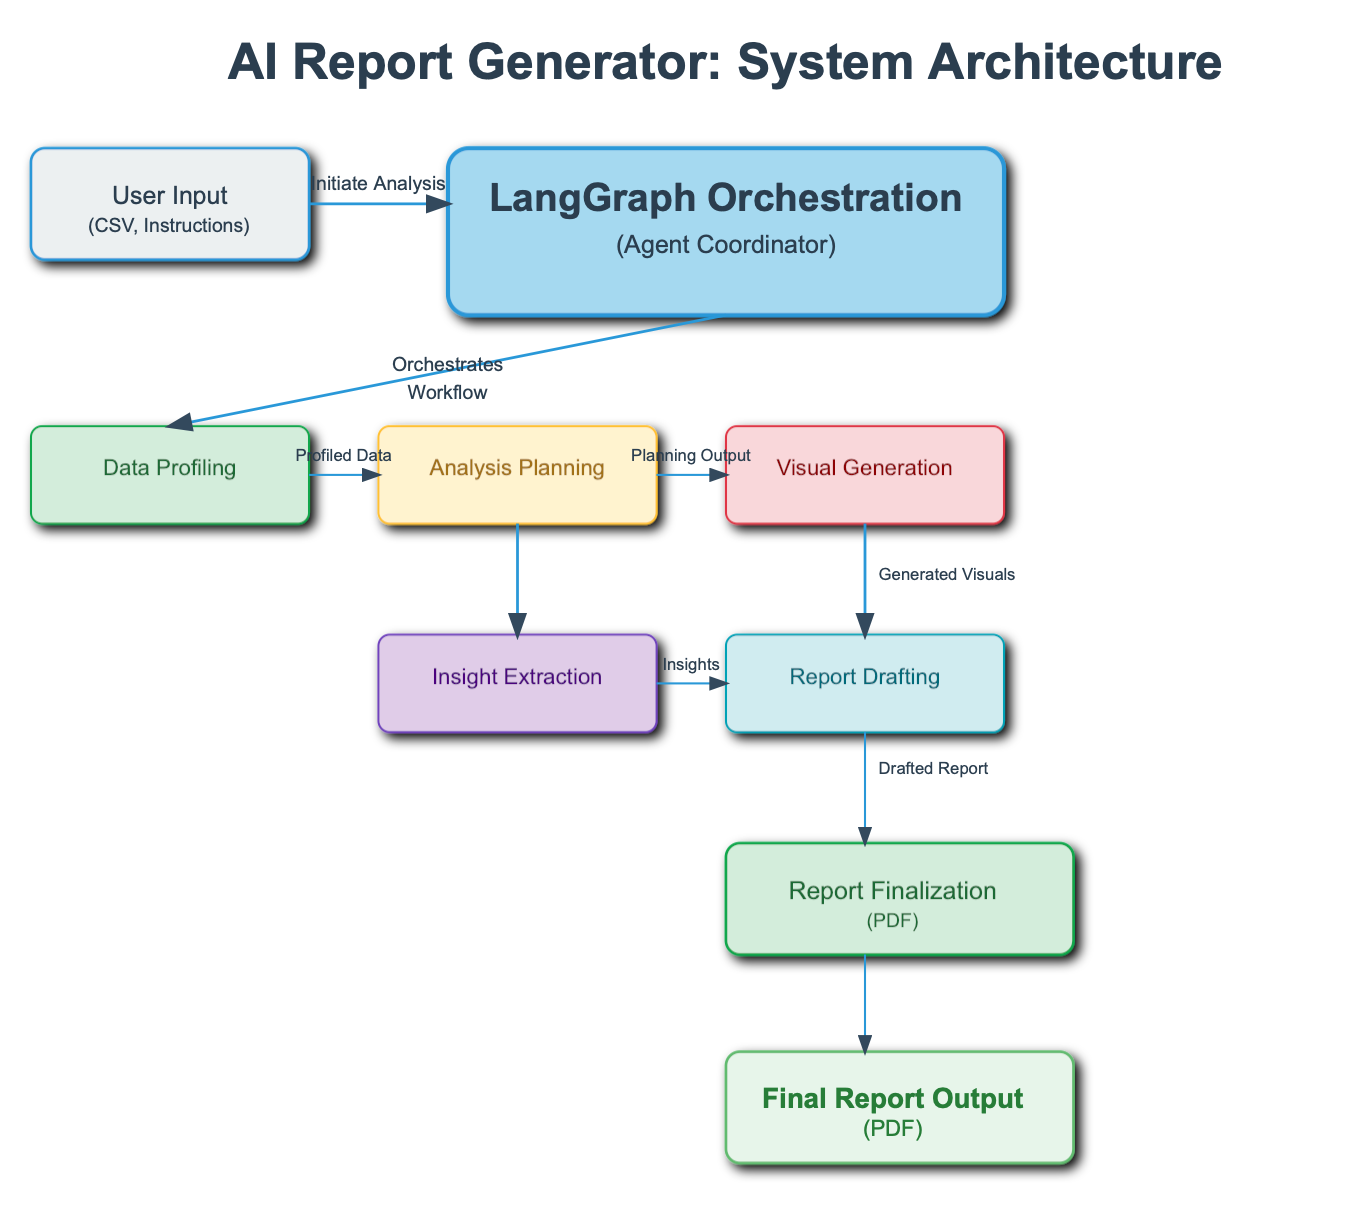 AI Report Generator: System Architecture
User Input
(CSV, Instructions)
Initiate Analysis
LangGraph Orchestration
(Agent Coordinator)
Orchestrates
Workflow
Data Profiling
Profiled Data
Analysis Planning
Planning Output
Visual Generation
Generated Visuals
Insight Extraction
Insights
Report Drafting
Drafted Report
Report Finalization
(PDF)
Final Report Output
(PDF)